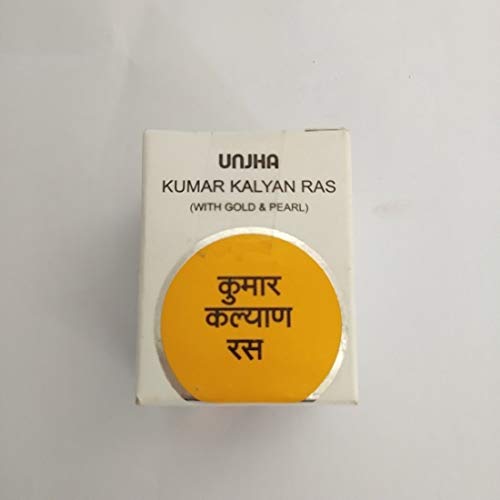 UNJHA
KUMAR KALYAN RAS
(WITH GOLD & PEARL)
कुमार
कल्याण
रस